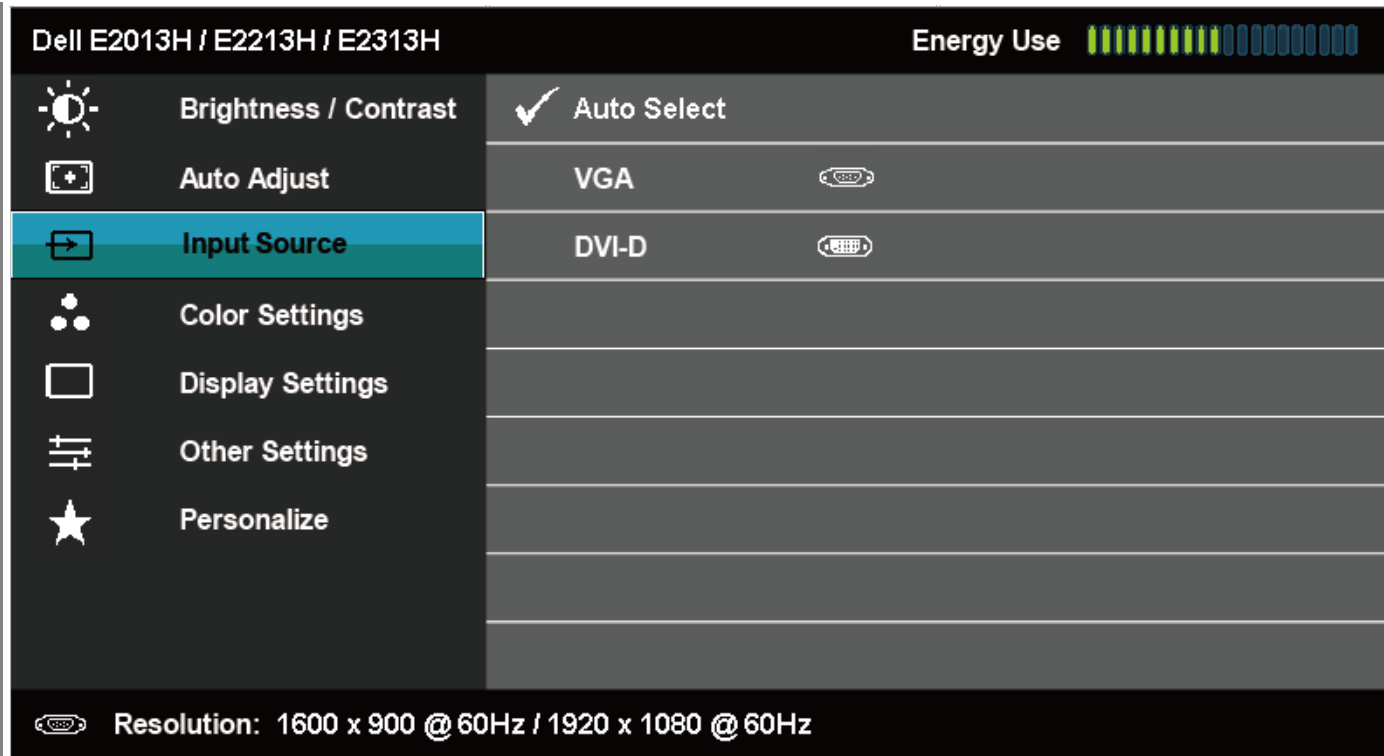 Dell E2013H / E2213H / E2313H
Energy Use
Brightness / Contrast
Auto Adjust
Input Source
Color Settings
Display Settings
Other Settings
Personalize
Auto Select
VGA
DVI-D
Resolution: 1600 x 900 @ 60Hz / 1920 x 1080 @ 60Hz